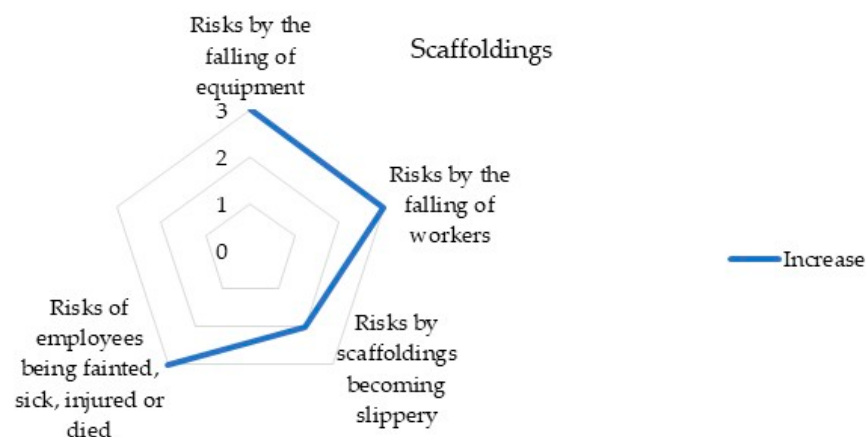 Risks by the
falling of
equipment
Scaffoldings
3
2
1
0
Risks by the
falling of
workers
Increase
Risks by
scaffoldings
becoming
slippery
Risks of
employees
being fainted,
sick, injured or
died